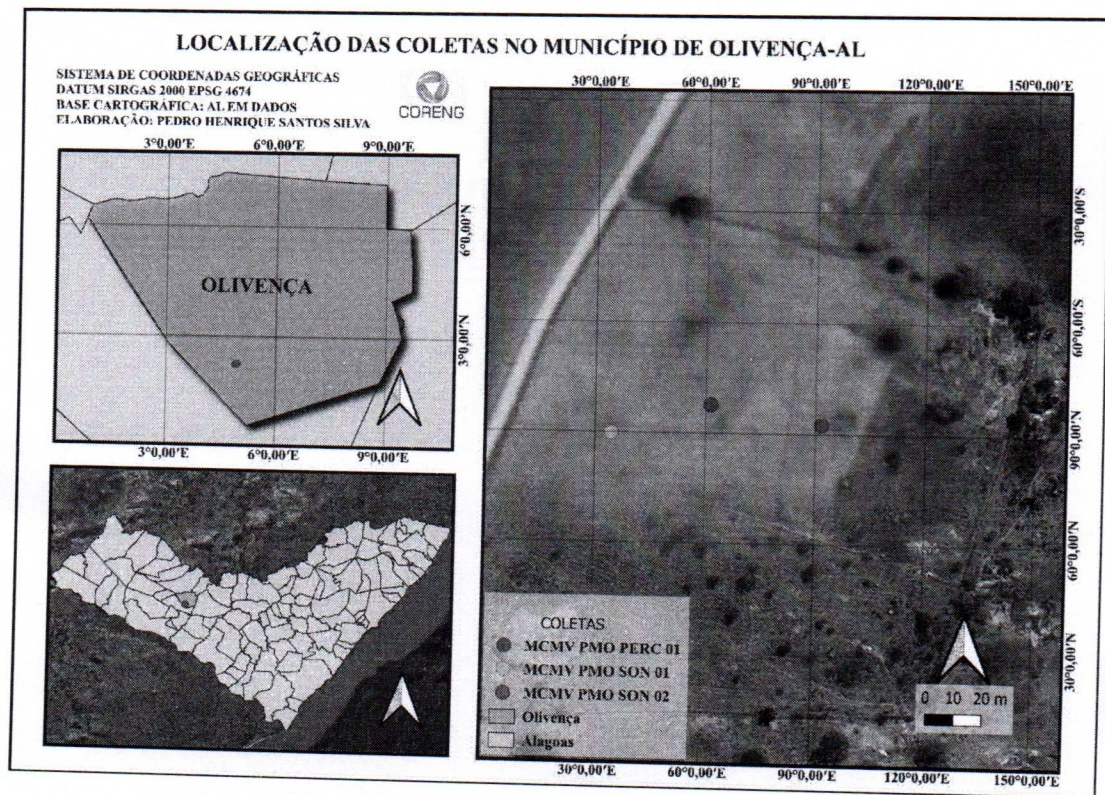 LOCALIZAÇÃO DAS COLETAS NO MUNICÍPIO DE OLIVENÇA-AL
SISTEMA DE COORDENADAS GEOGRÁFICAS
DATUM SIRGAS 2000 EPSG 4674
BASE CARTOGRÁFICA: AL EM DADOS
ELABORAÇÃO: PEDRO HENRIQUE SANTOS SILVA
CORENG
3°0,00'E 6°0,00'E 9°0,00'E
6°0,00'N
3°0,00'N
OLIVENÇA
3°0,00'E 6°0,00'E 9°0,00'E
30°0,00'E 60°0,00'E 90°0,00'E 120°0,00'E 150°0,00'E
30°0,00'S
60°0,00'S
90°0,00'N
60°0,00'N
30°0,00'N
COLETAS
MCMV PMO PERC 01
MCMV PMO SON 01
MCMV PMO SON 02
Olivença
Alagoas
0 10 20 m
30°0,00'E 60°0,00'E 90°0,00'E 120°0,00'E 150°0,00'E